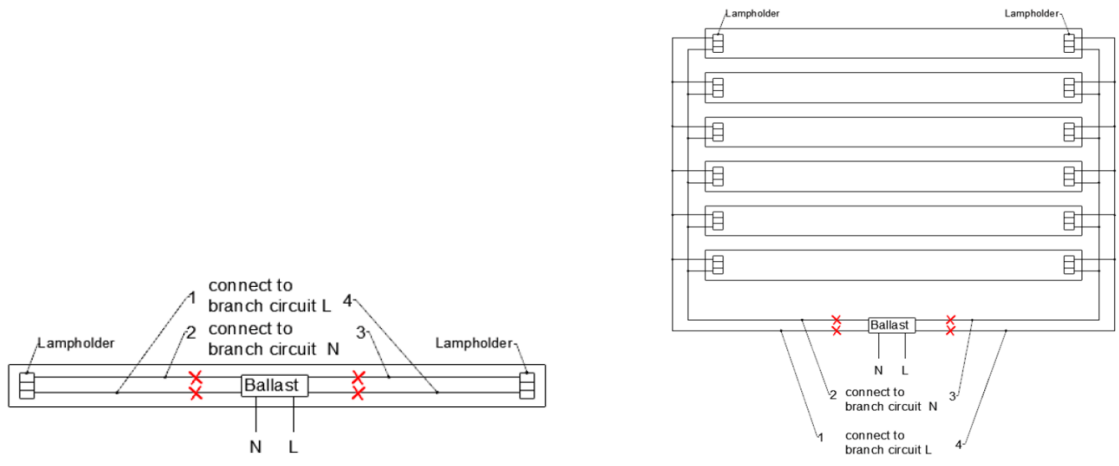 Lampholder
Lampholder
Ballast
N L
2 connect to 3
branch circuit N
1 connect to
branch circuit L 4
1 connect to
branch circuit L 4
2 connect to 3
branch circuit N
Lampholder
Lampholder
Ballast
N L